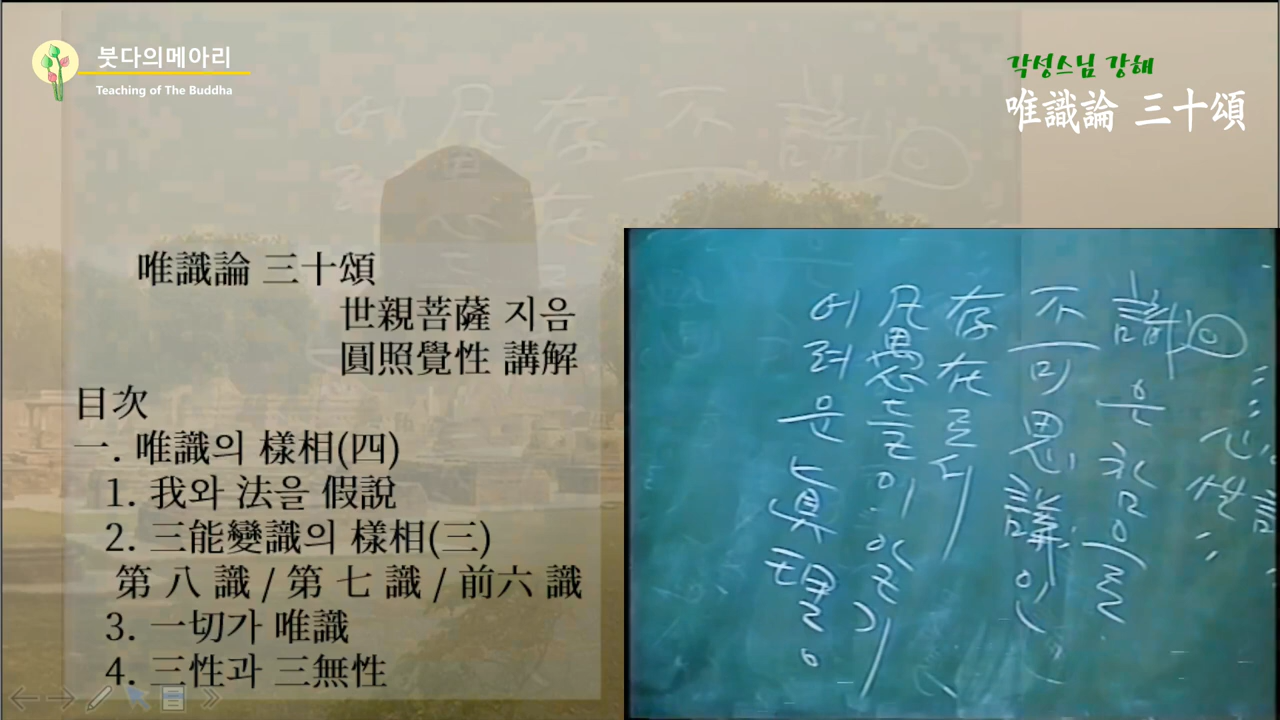 붓다의메아리
Teaching of The Buddha
각성스님 강해
唯識論 三十頌
唯識論 三十頌
世親菩薩 지음
圓照覺性 講解
目次
一. 唯識의 樣相(四)
1. 我와 法을 假說
2. 三能變識의 樣相(三)
第 八 識 / 第 七 識 / 前六 識
3. 一切가 唯識
4. 三性과 三無性
心性
識은
不可思議
存在로
凡愚들이
어려운 眞理